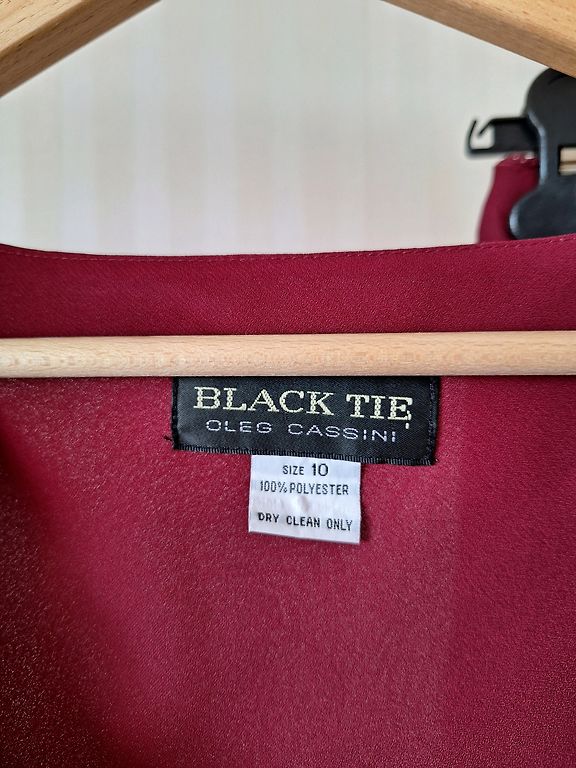 BLACK TIE
OLEG CASSINI
SIZE 10
100% POLYESTER
DRY CLEAN ONLY